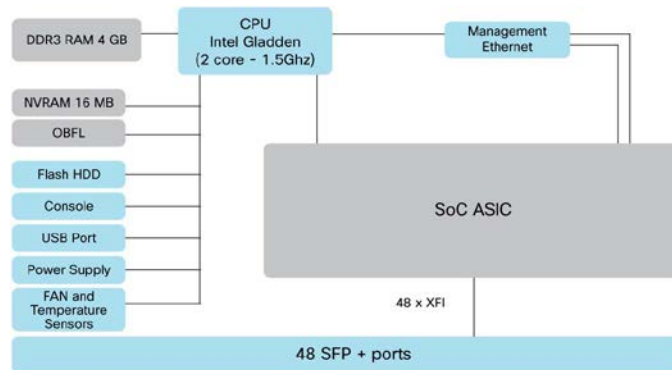 DDR3 RAM 4 GB
CPU
Intel Gladden
(2 core - 1.5Ghz)
Management
Ethernet
NVRAM 16 MB
OBFL
Flash HDD
Console
USB Port
Power Supply
FAN and
Temperature
Sensors
SoC ASIC
48 x XFI
48 SFP + ports